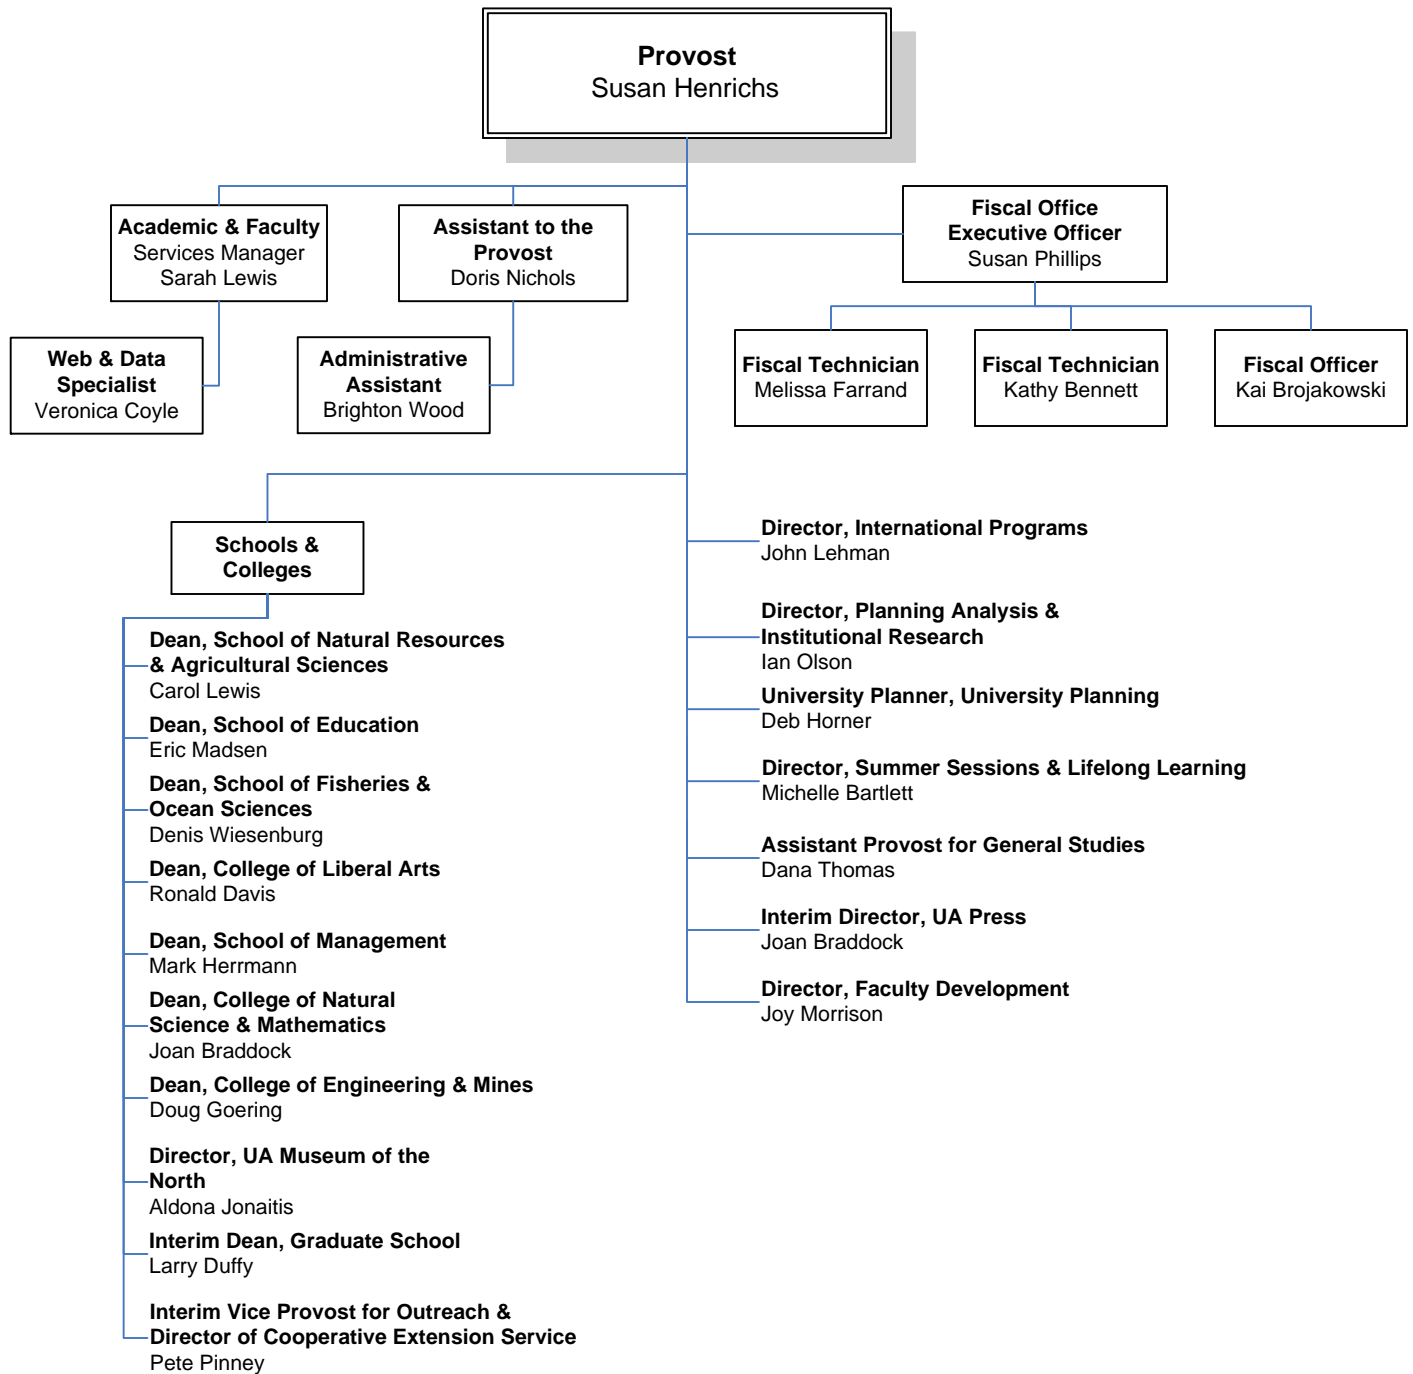 Provost
Susan Henrichs
Academic & Faculty
Services Manager
Sarah Lewis
Assistant to the
Provost
Doris Nichols
Fiscal Office
Executive Officer
Susan Phillips
Web & Data
Specialist
Veronica Coyle
Administrative
Assistant
Brighton Wood
Fiscal Technician
Melissa Farrand
Fiscal Technician
Kathy Bennett
Fiscal Officer
Kai Brojakowski
Schools &
Colleges
Dean, School of Natural Resources
& Agricultural Sciences
Carol Lewis
Dean, School of Education
Eric Madsen
Dean, School of Fisheries &
Ocean Sciences
Denis Wiesenburg
Dean, College of Liberal Arts
Ronald Davis
Dean, School of Management
Mark Herrmann
Dean, College of Natural
Science & Mathematics
Joan Braddock
Dean, College of Engineering & Mines
Doug Goering
Director, UA Museum of the
North
Aldona Jonaitis
Interim Dean, Graduate School
Larry Duffy
Interim Vice Provost for Outreach &
Director of Cooperative Extension Service
Pete Pinney
Director, International Programs
John Lehman
Director, Planning Analysis &
Institutional Research
Ian Olson
University Planner, University Planning
Deb Horner
Director, Summer Sessions & Lifelong Learning
Michelle Bartlett
Assistant Provost for General Studies
Dana Thomas
Interim Director, UA Press
Joan Braddock
Director, Faculty Development
Joy Morrison